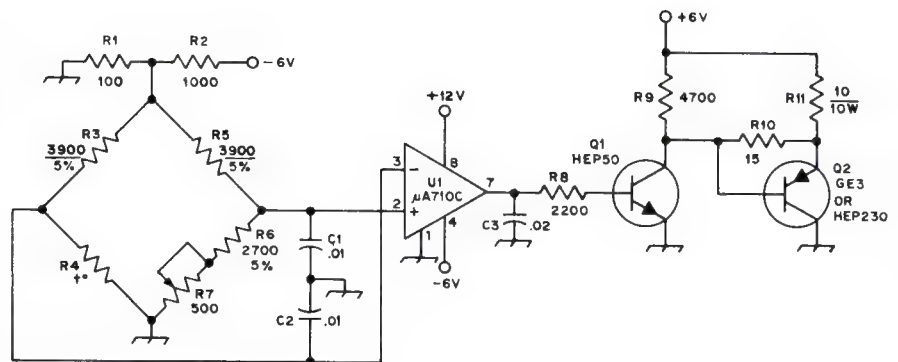 +6V
R1
100
R2
1000
-6V
R3
3900
5%
R5
3900
5%
R4
t°
R6
2700
5%
R7
500
C1
.01
C2
.01
+12V
3
-
2
+
U1
μA710C
8
7
1
4
-6V
C3
.02
R8
2200
Q1
HEP50
R9
4700
R10
15
R11
10
10W
Q2
GE3
OR
HEP230